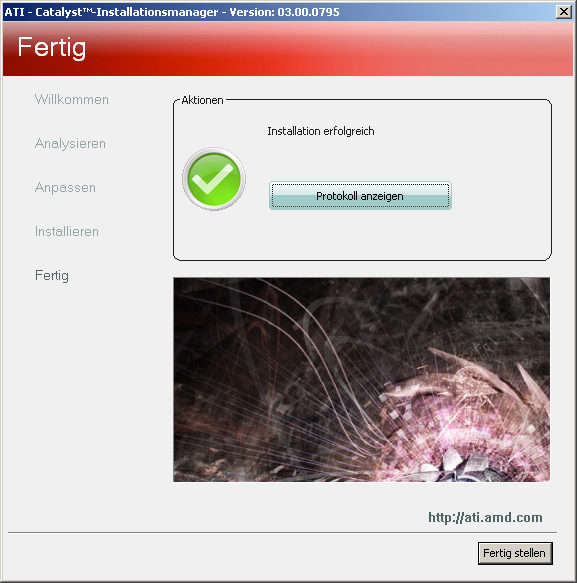 ATI - Catalyst™-Installationsmanager - Version: 03.00.0795
Fertig
Willkommen
Analysieren
Anpassen
Installieren
Fertig
Aktionen
Installation erfolgreich
Protokoll anzeigen
http://ati.amd.com
Fertig stellen